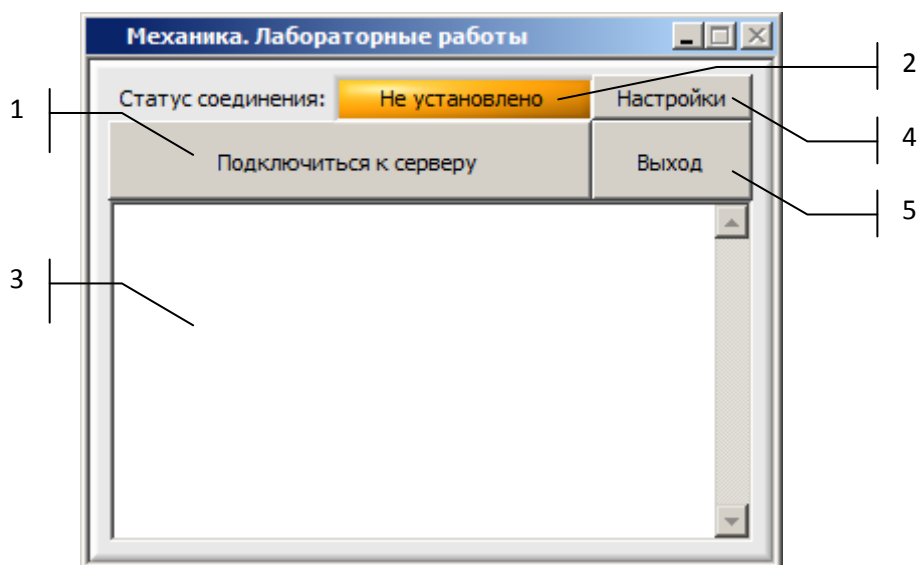 Механика. Лабораторные работы
2
Статус соединения: Не установлено Настройки
1
4
Подключиться к серверу Выход
5
3